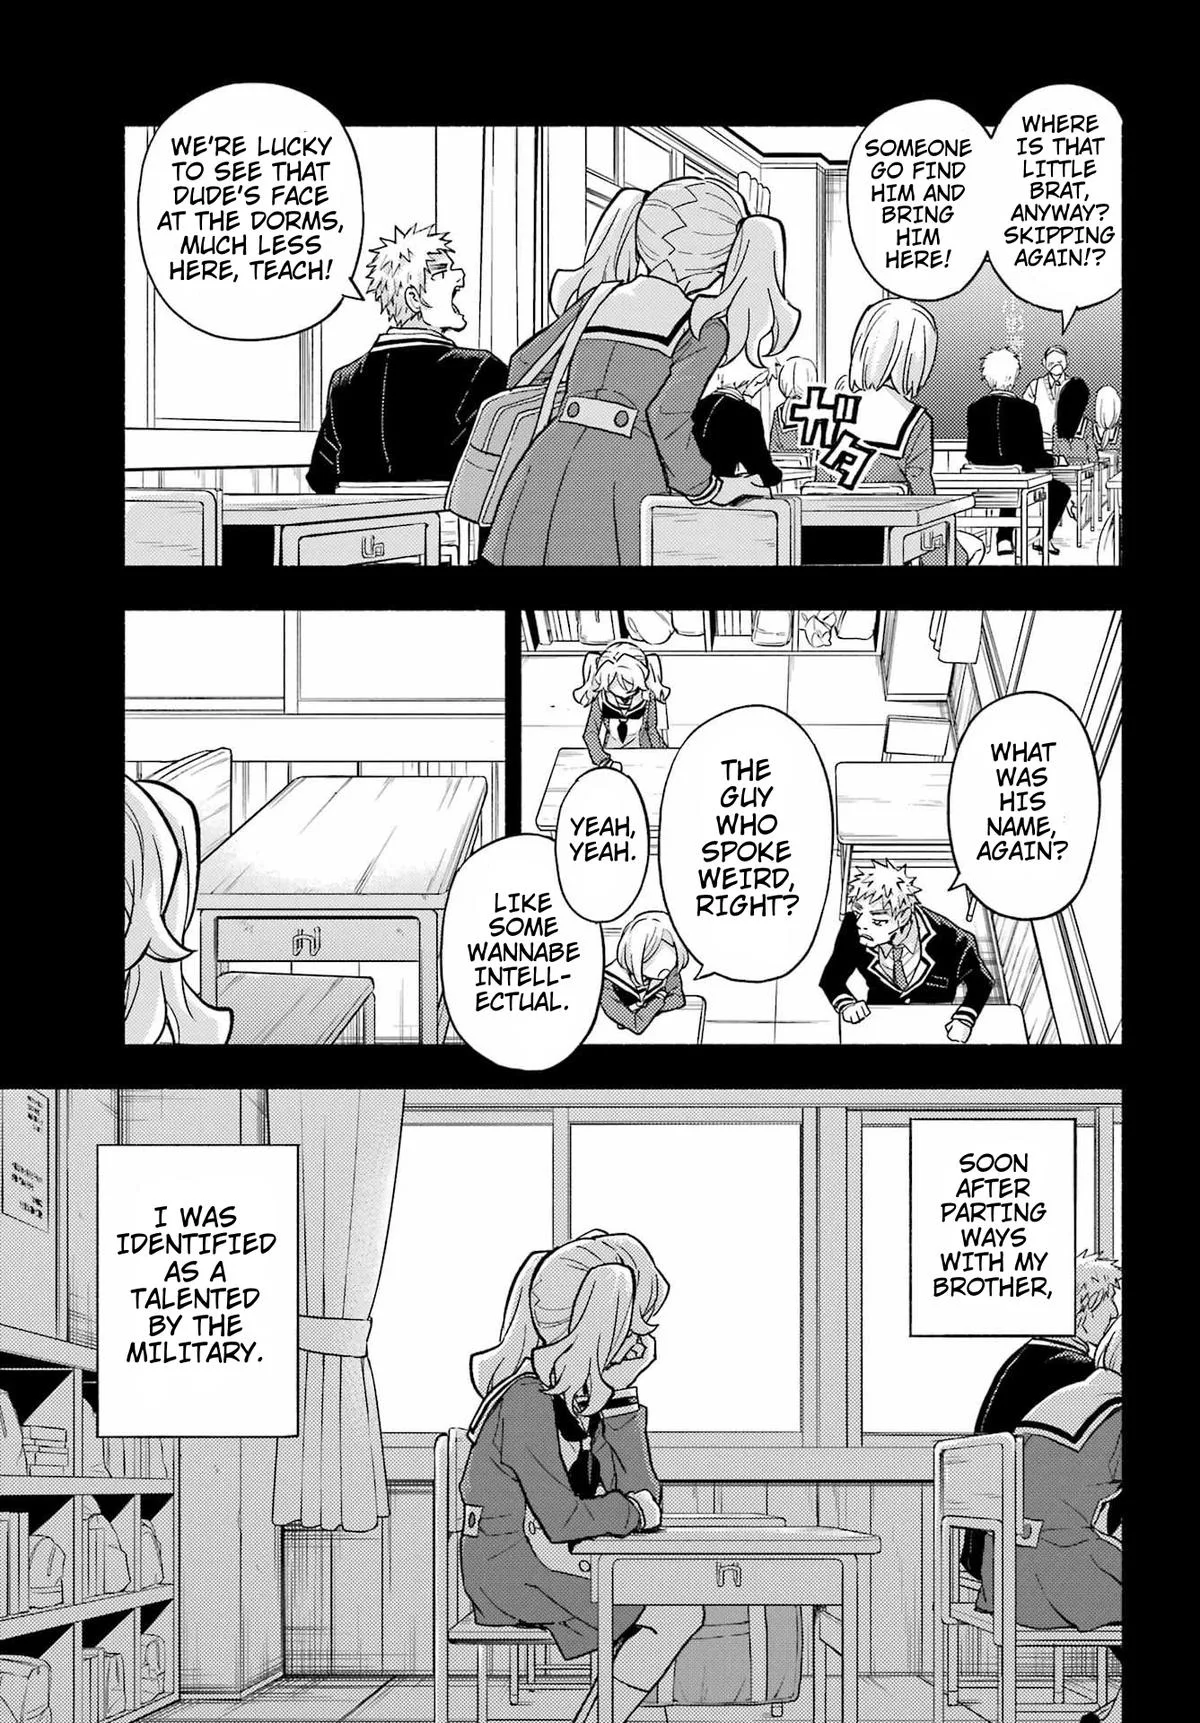 WHERE
IS THAT
LITTLE
BRAT,
ANYWAY?
SKIPPING
AGAIN!?
SOMEONE
GO FIND
HIM AND
BRING
HIM
HERE!
WE'RE LUCKY
TO SEE THAT
DUDE'S FACE
AT THE DORMS,
MUCH LESS
HERE, TEACH!
ガタ
WHAT
WAS
HIS
NAME,
AGAIN?
THE
GUY
WHO
SPOKE
WEIRD,
RIGHT?
YEAH,
YEAH.
LIKE
SOME
WANNABE
INTELL-
ECTUAL.
SOON
AFTER
PARTING
WAYS
WITH MY
BROTHER,
I WAS
IDENTIFIED
AS A
TALENTED
BY THE
MILITARY.